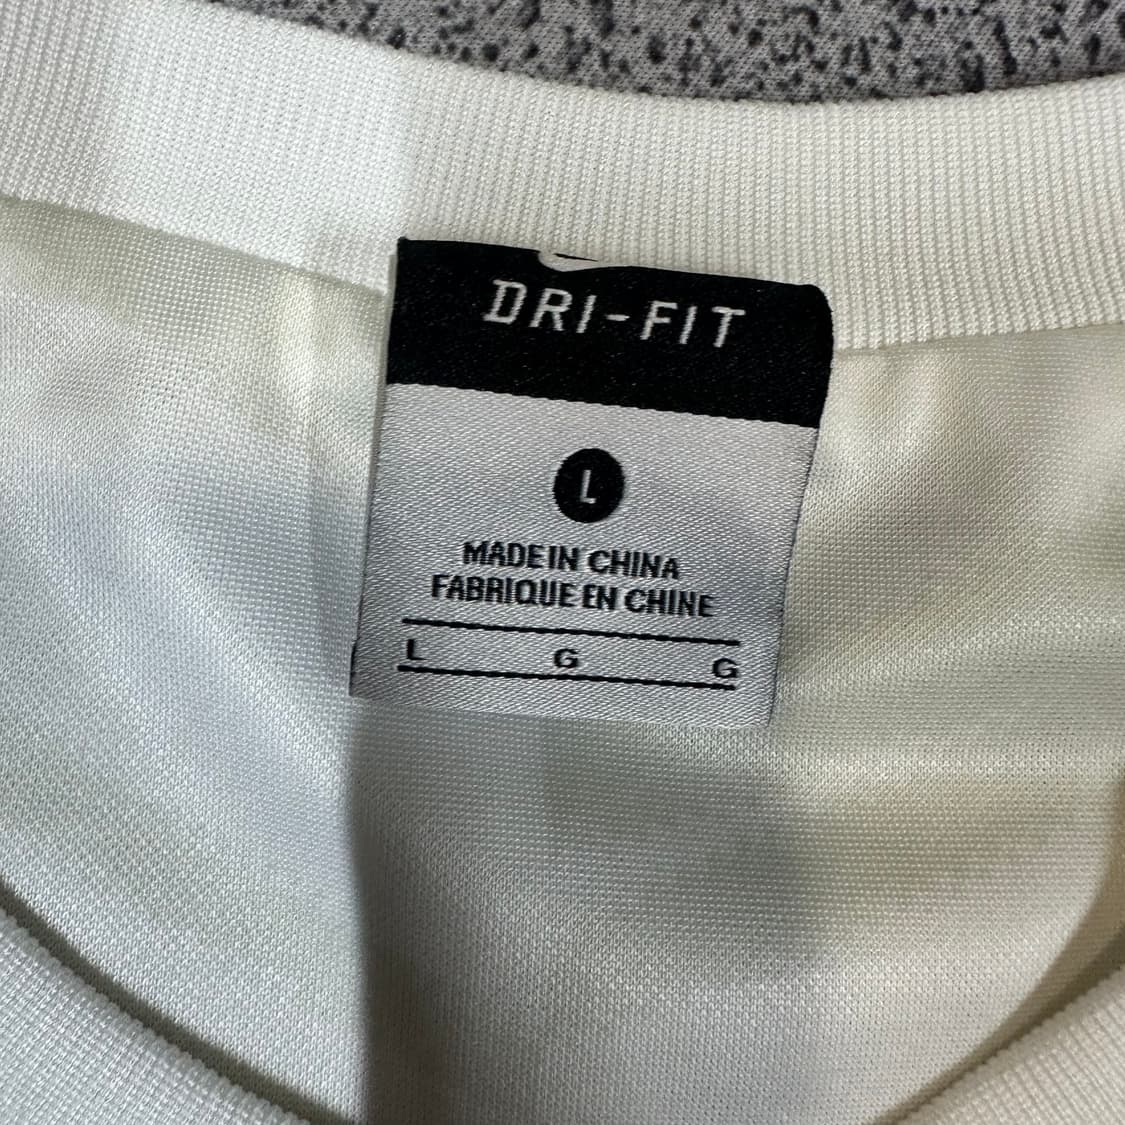 DRI-FIT
L
MADE IN CHINA
FABRIQUE EN CHINE
L G G